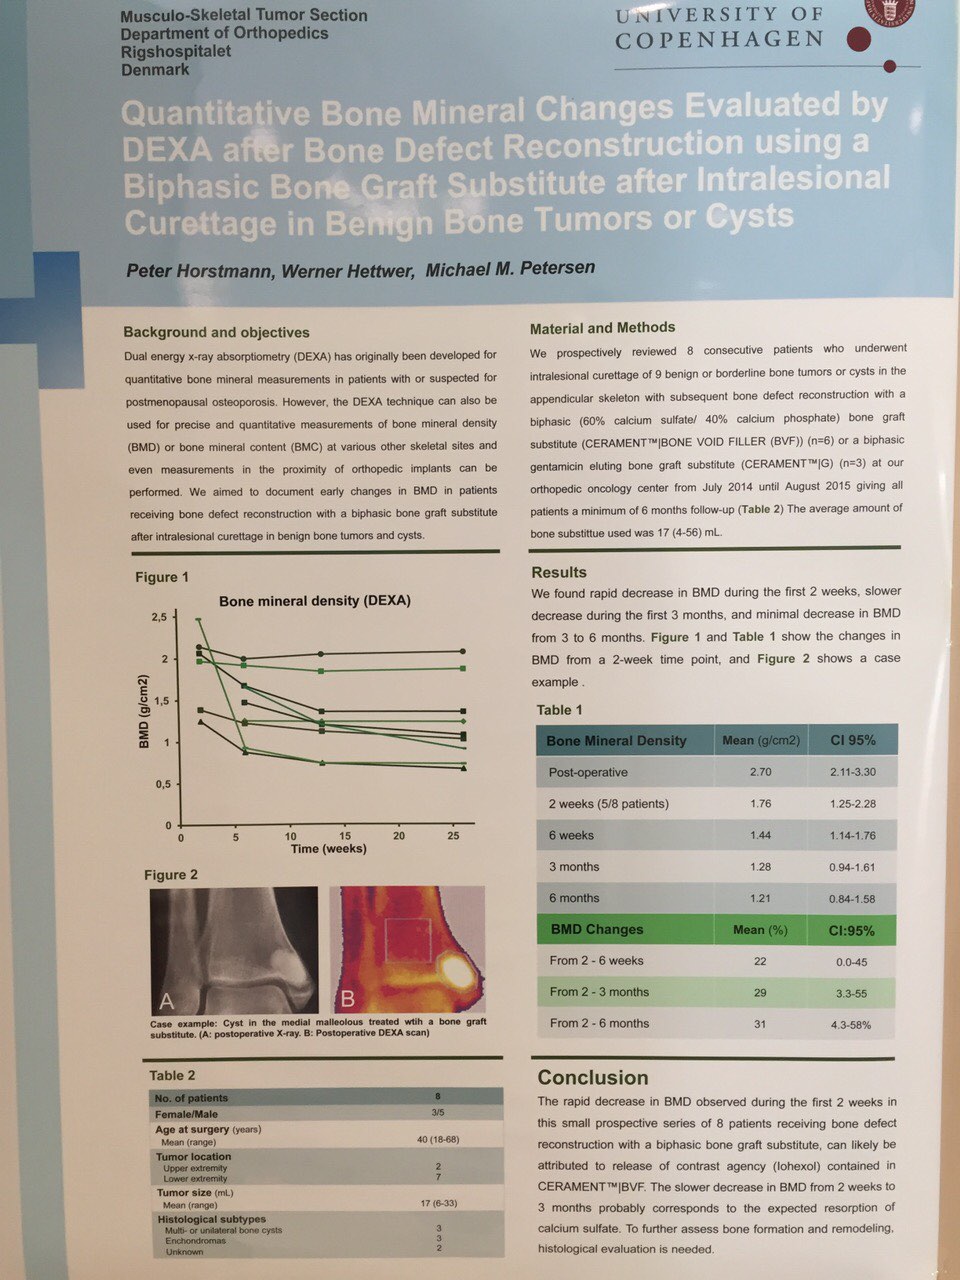 Musculo-Skeletal Tumor Section
Department of Orthopedics
Rigshospitalet
Denmark
UNIVERSITY OF
COPENHAGEN
Quantitative Bone Mineral Changes Evaluated by
DEXA after Bone Defect Reconstruction using a
Biphasic Bone Graft Substitute after Intralesional
Curettage in Benign Bone Tumors or Cysts
Peter Horstmann, Werner Hettwer, Michael M. Petersen
Background and objectives
Dual energy x-ray absorptiometry (DEXA) has originally been developed for
quantitative bone mineral measurements in patients with or suspected for
postmenopausal osteoporosis. However, the DEXA technique can also be
used for precise and quantitative measurements of bone mineral density
(BMD) or bone mineral content (BMC) at various other skeletal sites and
even measurements in the proximity of orthopedic implants can be
performed. We aimed to document early changes in BMD in patients
receiving bone defect reconstruction with a biphasic bone graft substitute
after intralesional curettage in benign bone tumors and cysts.
Figure 1
Bone mineral density (DEXA)
BMD (g/cm2)
2,5
2
1,5
1
0,5
0
0 5 10 15 20 25
Time (weeks)
Figure 2
A
B
Case example: Cyst in the medial malleolous treated wtih a bone graft
substitute. (A: postoperative X-ray. B: Postoperative DEXA scan)
Table 2
No. of patients 8
Female/Male 3/5
Age at surgery (years)
Mean (range) 40 (18-68)
Tumor location
Upper extremity 2
Lower extremity 7
Tumor size (mL)
Mean (range) 17 (6-33)
Histological subtypes
Multi- or unilateral bone cysts 3
Enchondromas 3
Unknown 2
Material and Methods
We prospectively reviewed 8 consecutive patients who underwent
intralesional curettage of 9 benign or borderline bone tumors or cysts in the
appendicular skeleton with subsequent bone defect reconstruction with a
biphasic (60% calcium sulfate/ 40% calcium phosphate) bone graft
substitute (CERAMENT™|BONE VOID FILLER (BVF)) (n=6) or a biphasic
gentamicin eluting bone graft substitute (CERAMENT™|G) (n=3) at our
orthopedic oncology center from July 2014 until August 2015 giving all
patients a minimum of 6 months follow-up (Table 2) The average amount of
bone substittue used was 17 (4-56) mL.
Results
We found rapid decrease in BMD during the first 2 weeks, slower
decrease during the first 3 months, and minimal decrease in BMD
from 3 to 6 months. Figure 1 and Table 1 show the changes in
BMD from a 2-week time point, and Figure 2 shows a case
example .
Table 1
Bone Mineral Density Mean (g/cm2) CI 95%
Post-operative 2.70 2.11-3.30
2 weeks (5/8 patients) 1.76 1.25-2.28
6 weeks 1.44 1.14-1.76
3 months 1.28 0.94-1.61
6 months 1.21 0.84-1.58
BMD Changes Mean (%) CI:95%
From 2 - 6 weeks 22 0.0-45
From 2 - 3 months 29 3.3-55
From 2 - 6 months 31 4.3-58%
Conclusion
The rapid decrease in BMD observed during the first 2 weeks in
this small prospective series of 8 patients receiving bone defect
reconstruction with a biphasic bone graft substitute, can likely be
attributed to release of contrast agency (Iohexol) contained in
CERAMENT™|BVF. The slower decrease in BMD from 2 weeks to
3 months probably corresponds to the expected resorption of
calcium sulfate. To further assess bone formation and remodeling,
histological evaluation is needed.